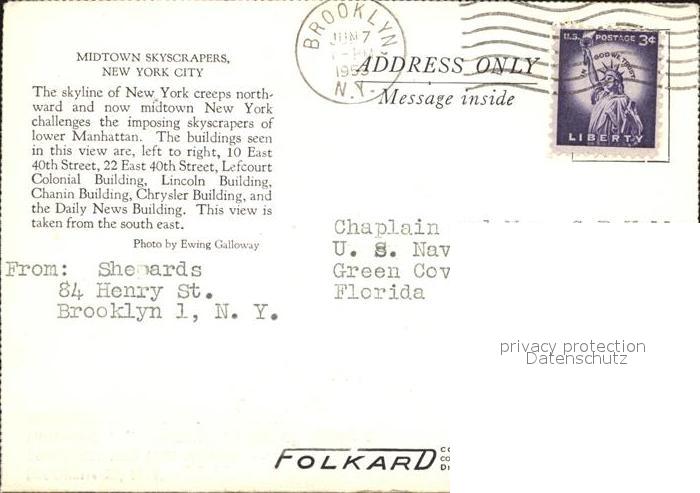 MIDTOWN SKYSCRAPERS,
NEW YORK CITY
The skyline of New York creeps north-
ward and now midtown New York
challenges the imposing skyscrapers of
lower Manhattan. The buildings seen
in this view are, left to right, 10 East
40th Street, 22 East 40th Street, Lefcourt
Colonial Building, Lincoln Building,
Chanin Building, Chrysler Building, and
the Daily News Building. This view is
taken from the south east.
Photo by Ewing Galloway
From: Shepards
84 Henry St.
Brooklyn 1, N. Y.
BROOKLYN
JUN 7
N.Y.
ADDRESS ONLY
Message inside
U.S. POSTAGE 3¢
IN GOD WE TRUST
LIBERTY
Chaplain
U. S. Nav
Green Cov
Florida
privacy protection
Datenschutz
FOLKARD